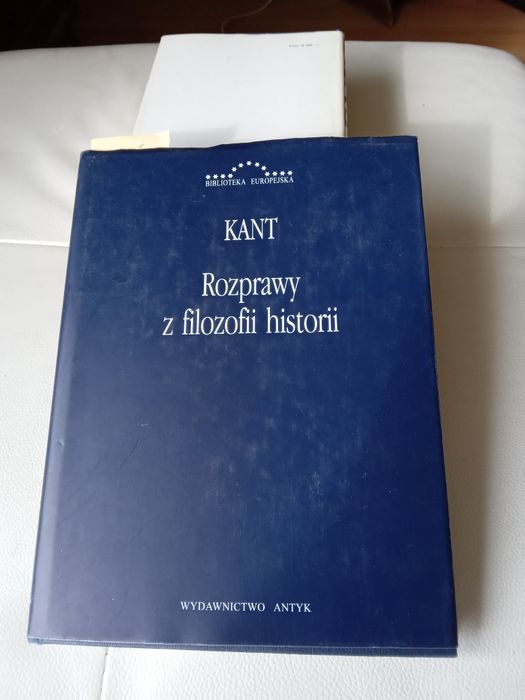 BIBLIOTEKA EUROPEJSKA
KANT
Rozprawy
z filozofii historii
WYDAWNICTWO ANTYK